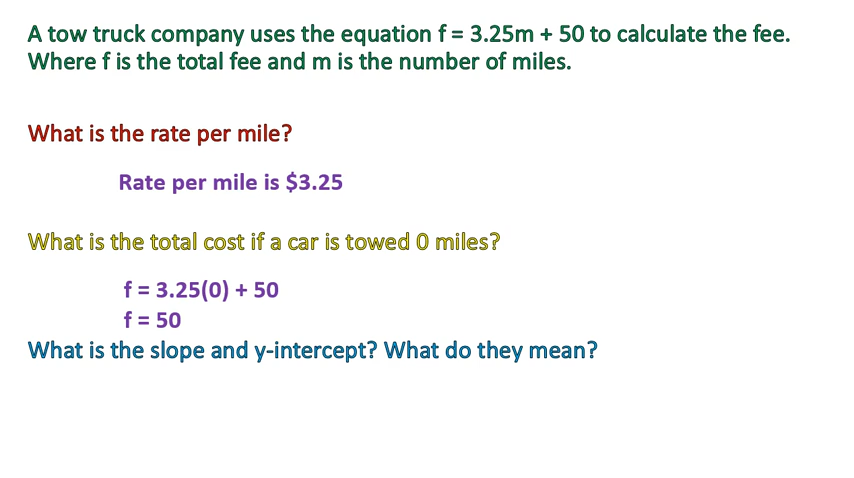 A tow truck company uses the equation f = 3.25m + 50 to calculate the fee.
Where f is the total fee and m is the number of miles.
What is the rate per mile?
Rate per mile is $3.25
What is the total cost if a car is towed 0 miles?
f = 3.25(0) + 50
f = 50
What is the slope and y-intercept? What do they mean?